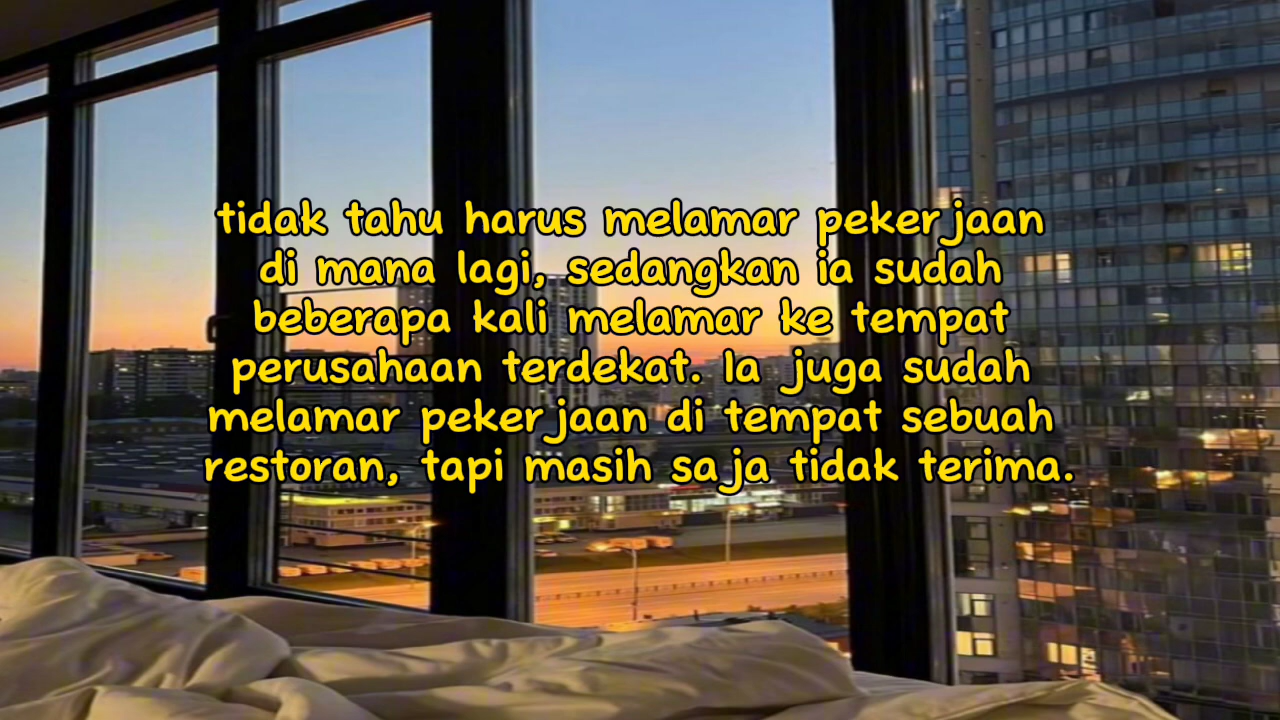 tidak tahu harus melamar pekerjaan
di mana lagi, sedangkan ia sudah
beberapa kali melamar ke tempat
perusahaan terdekat. Ia juga sudah
melamar pekerjaan di tempat sebuah
restoran, tapi masih saja tidak terima.